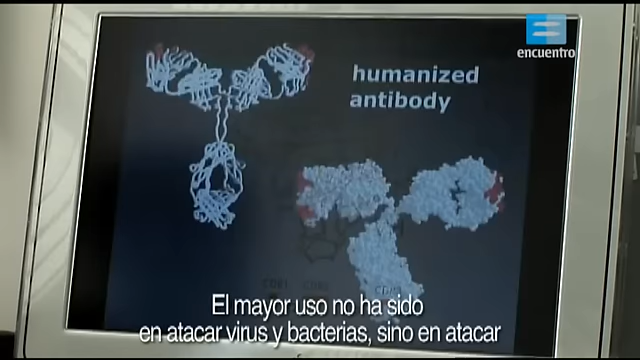 encuentro
humanized
antibody
El mayor uso no ha sido
en atacar virus y bacterias, sino en atacar